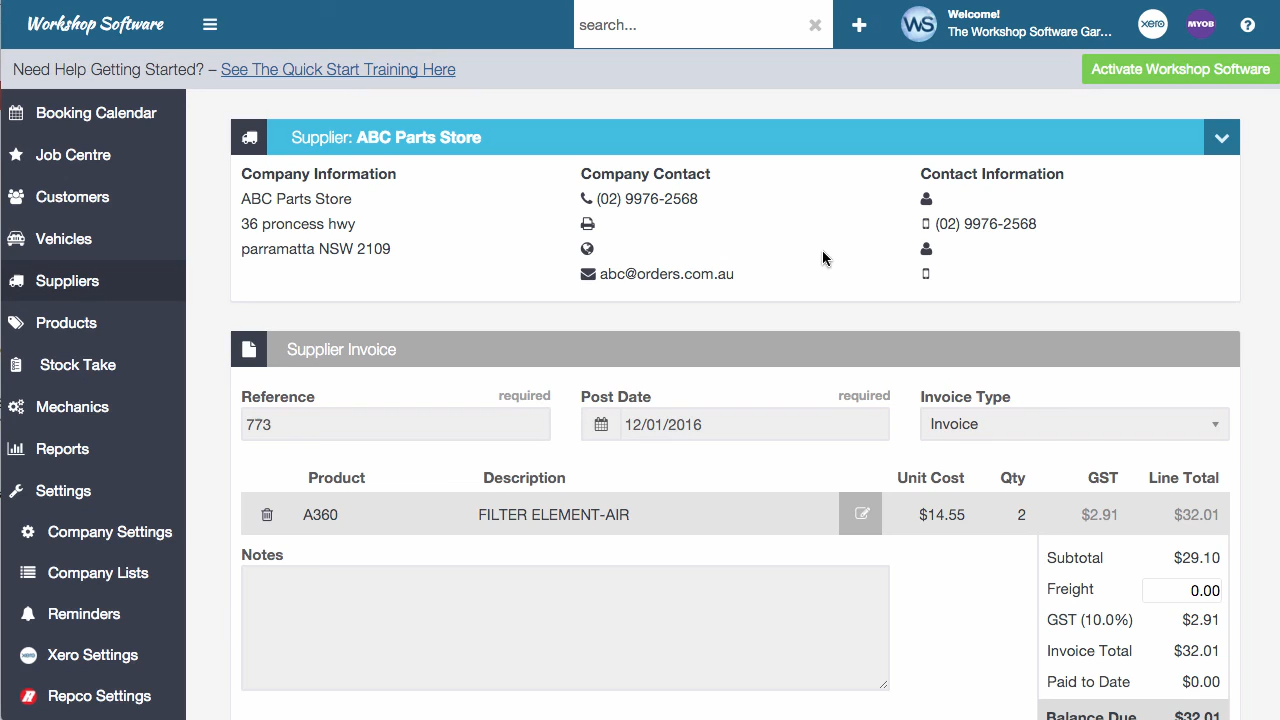 Workshop Software
search...
Welcome!
The Workshop Software Gar...
xero
MYOB
Need Help Getting Started? – See The Quick Start Training Here
Activate Workshop Software
Booking Calendar
Job Centre
Customers
Vehicles
Suppliers
Products
Stock Take
Mechanics
Reports
Settings
Company Settings
Company Lists
Reminders
Xero Settings
Repco Settings
Supplier: ABC Parts Store
Company Information
ABC Parts Store
36 proncess hwy
parramatta NSW 2109
Company Contact
(02) 9976-2568
abc@orders.com.au
Contact Information
(02) 9976-2568
Supplier Invoice
Reference required
773
Post Date required
12/01/2016
Invoice Type
Invoice
Product Description Unit Cost Qty GST Line Total
A360 FILTER ELEMENT-AIR $14.55 2 $2.91 $32.01
Notes
Subtotal $29.10
Freight 0.00
GST (10.0%) $2.91
Invoice Total $32.01
Paid to Date $0.00
Balance Due $32.01